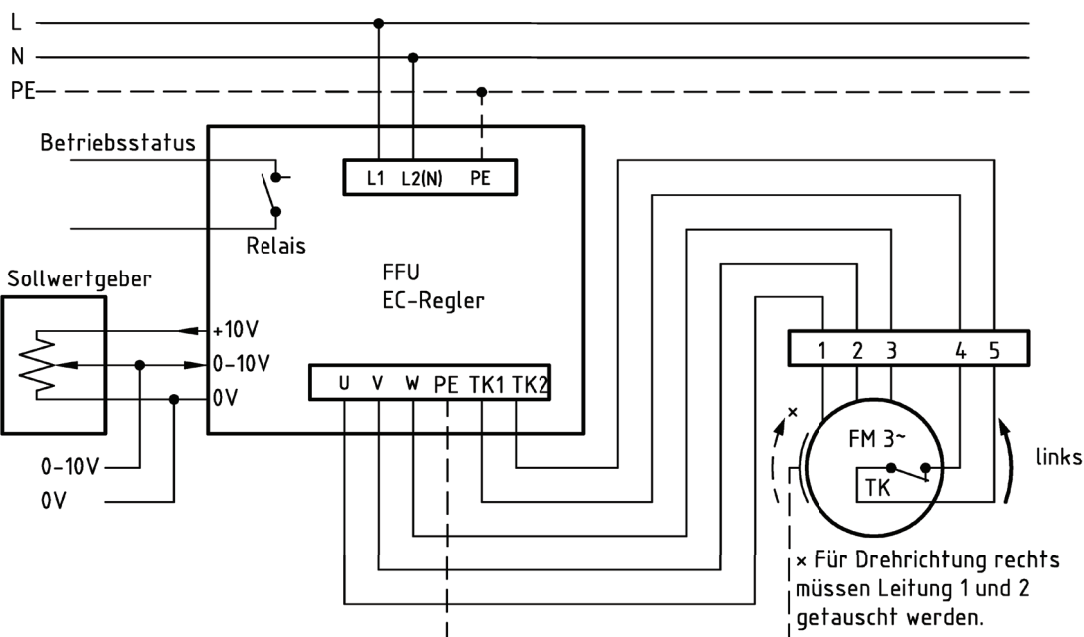 L
N
PE
Betriebsstatus
L1 L2(N) PE
Relais
Sollwertgeber
FFU
EC-Regler
+10V
0-10V
0V
U V W PE TK1 TK2
1 2 3 4 5
×
FM 3~
TK
links
0-10V
0V
× Für Drehrichtung rechts
müssen Leitung 1 und 2
getauscht werden.